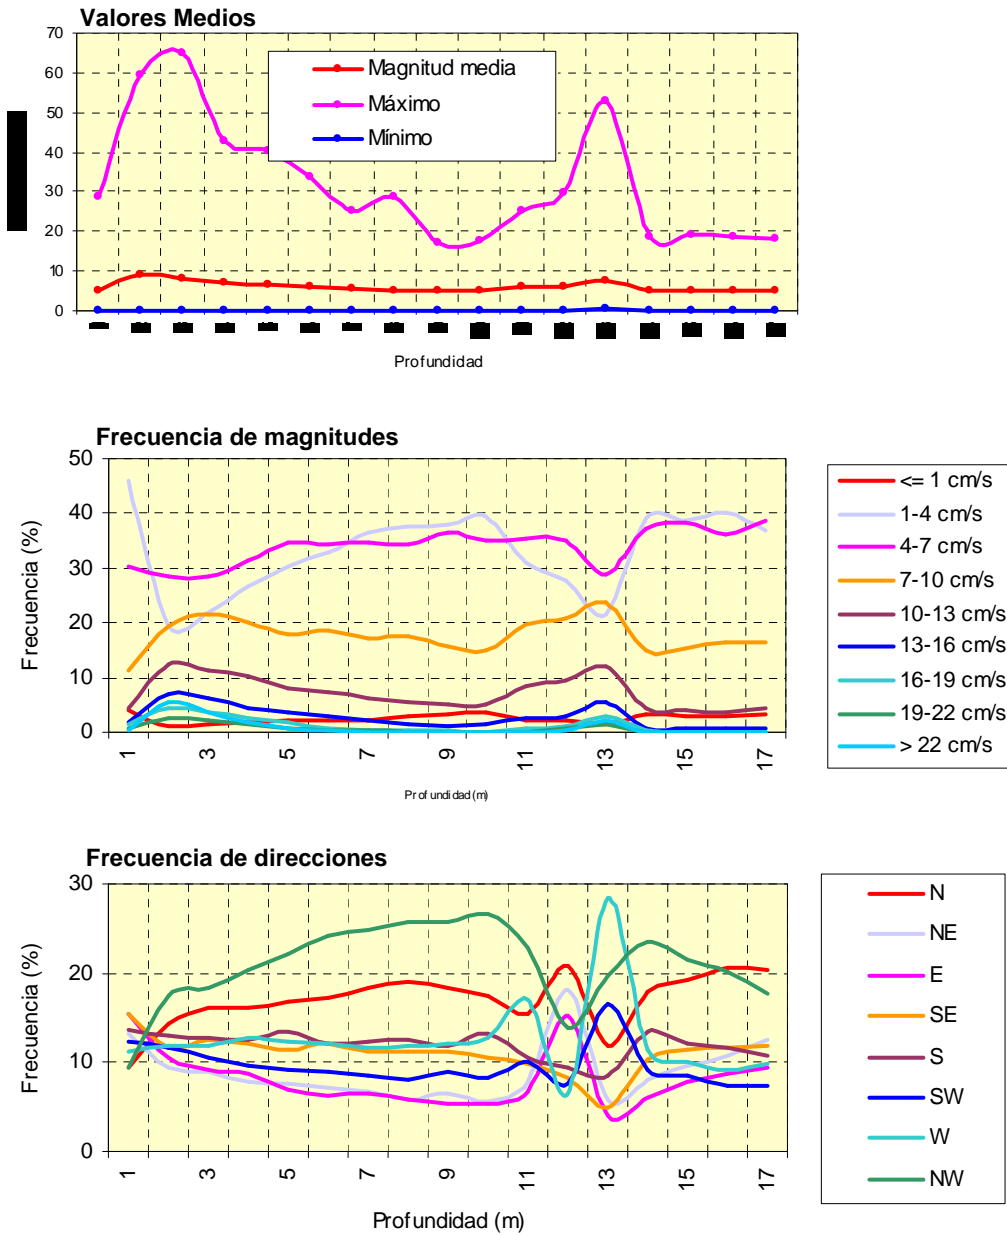 Valores Medios
70
60
50
40
30
20
10
0
Magnitud media
Máximo
Mínimo
Profundidad
Frecuencia de magnitudes
50
40
30
20
10
0
Frecuencia (%)
1 3 5 7 9 11 13 15 17
Profundidad (m)
<= 1 cm/s
1-4 cm/s
4-7 cm/s
7-10 cm/s
10-13 cm/s
13-16 cm/s
16-19 cm/s
19-22 cm/s
> 22 cm/s
Frecuencia de direcciones
30
20
10
0
Frecuencia (%)
1 3 5 7 9 11 13 15 17
Profundidad (m)
N
NE
E
SE
S
SW
W
NW